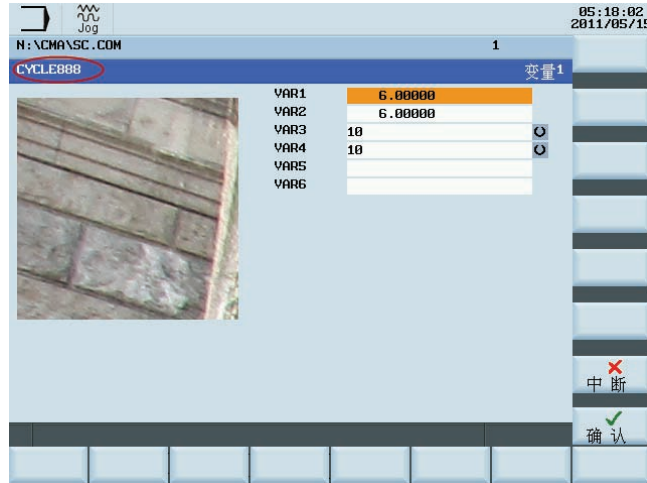 Jog
05:18:02
2011/05/15
N:\CMA\SC.COM 1
CYCLE888 变量1
VAR1 6.00000
VAR2 6.00000
VAR3 10
VAR4 10
VAR5
VAR6
中断
确认